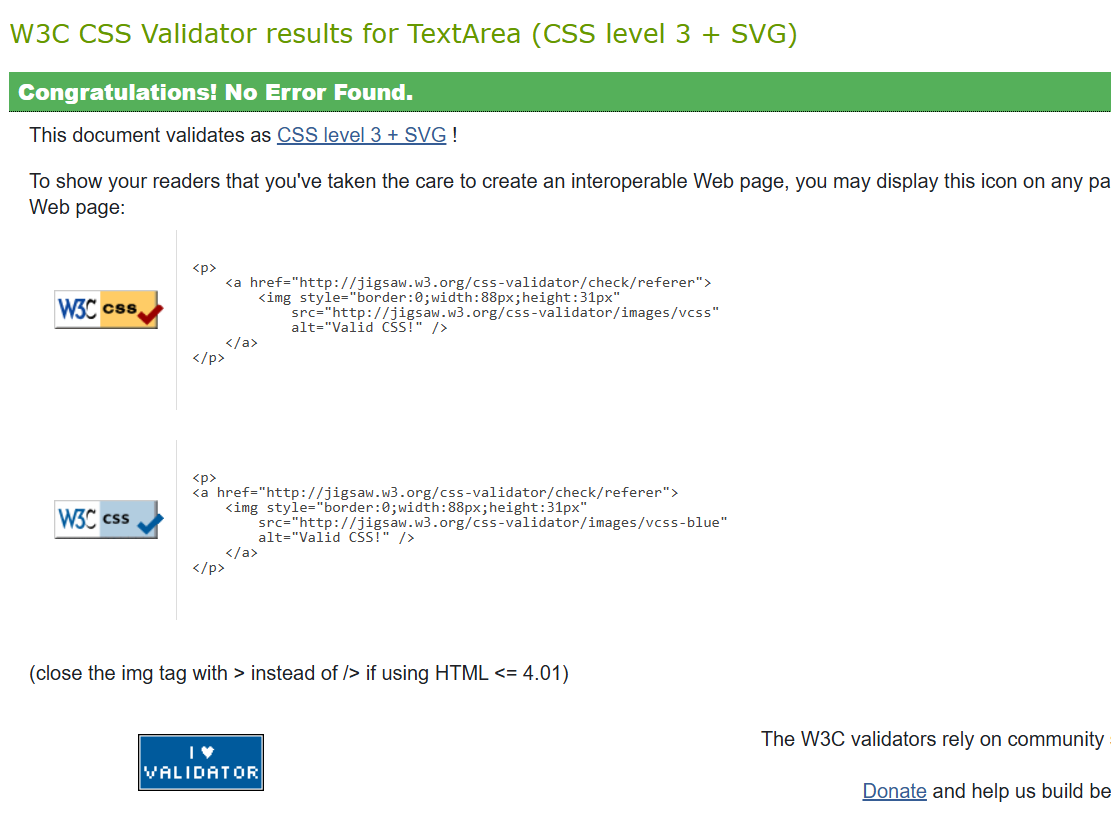 W3C CSS Validator results for TextArea (CSS level 3 + SVG)
Congratulations! No Error Found.
This document validates as CSS level 3 + SVG !
To show your readers that you've taken the care to create an interoperable Web page, you may display this icon on any pa
Web page:
W3C css
<p>
<a href="http://jigsaw.w3.org/css-validator/check/referer">
<img style="border:0;width:88px;height:31px"
src="http://jigsaw.w3.org/css-validator/images/vcss"
alt="Valid CSS!" />
</a>
</p>
W3C css
<p>
<a href="http://jigsaw.w3.org/css-validator/check/referer">
<img style="border:0;width:88px;height:31px"
src="http://jigsaw.w3.org/css-validator/images/vcss-blue"
alt="Valid CSS!" />
</a>
</p>
(close the img tag with > instead of /> if using HTML <= 4.01)
I ♥
VALIDATOR
The W3C validators rely on community
Donate and help us build be